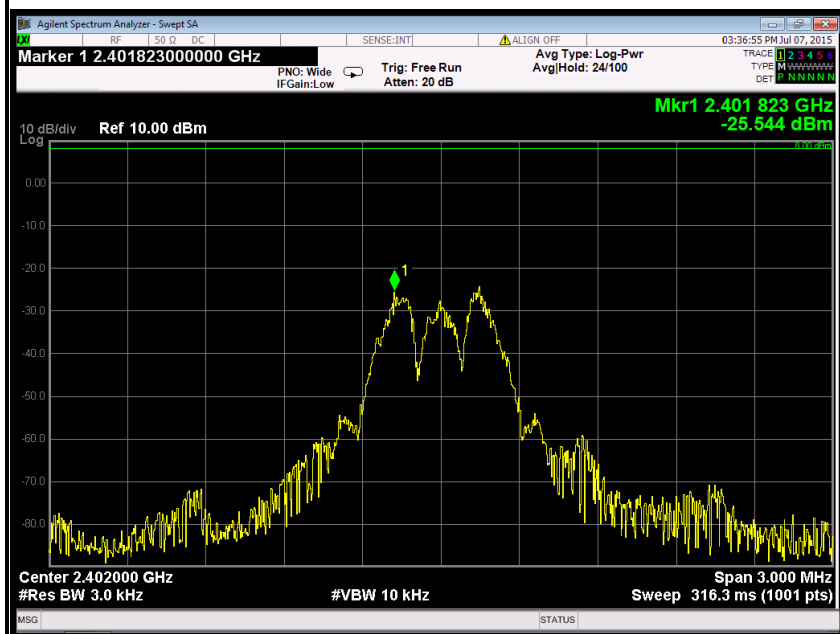 Agilent Spectrum Analyzer - Swept SA
LXI RF 50 Ω DC SENSE:INT ALIGN OFF 03:36:55 PM Jul 07, 2015
Marker 1 2.401823000000 GHz
PNO: Wide
IFGain:Low
Trig: Free Run
Atten: 20 dB
Avg Type: Log-Pwr
Avg|Hold: 24/100
TRACE 1 2 3 4 5 6
TYPE M WWWWW
DET P N N N N N
Mkr1 2.401 823 GHz
-25.544 dBm
10 dB/div Ref 10.00 dBm
Log
8.00 dBm
0.00
-10.0
-20.0
1
-30.0
-40.0
-50.0
-60.0
-70.0
-80.0
Center 2.402000 GHz Span 3.000 MHz
#Res BW 3.0 kHz #VBW 10 kHz Sweep 316.3 ms (1001 pts)
MSG STATUS